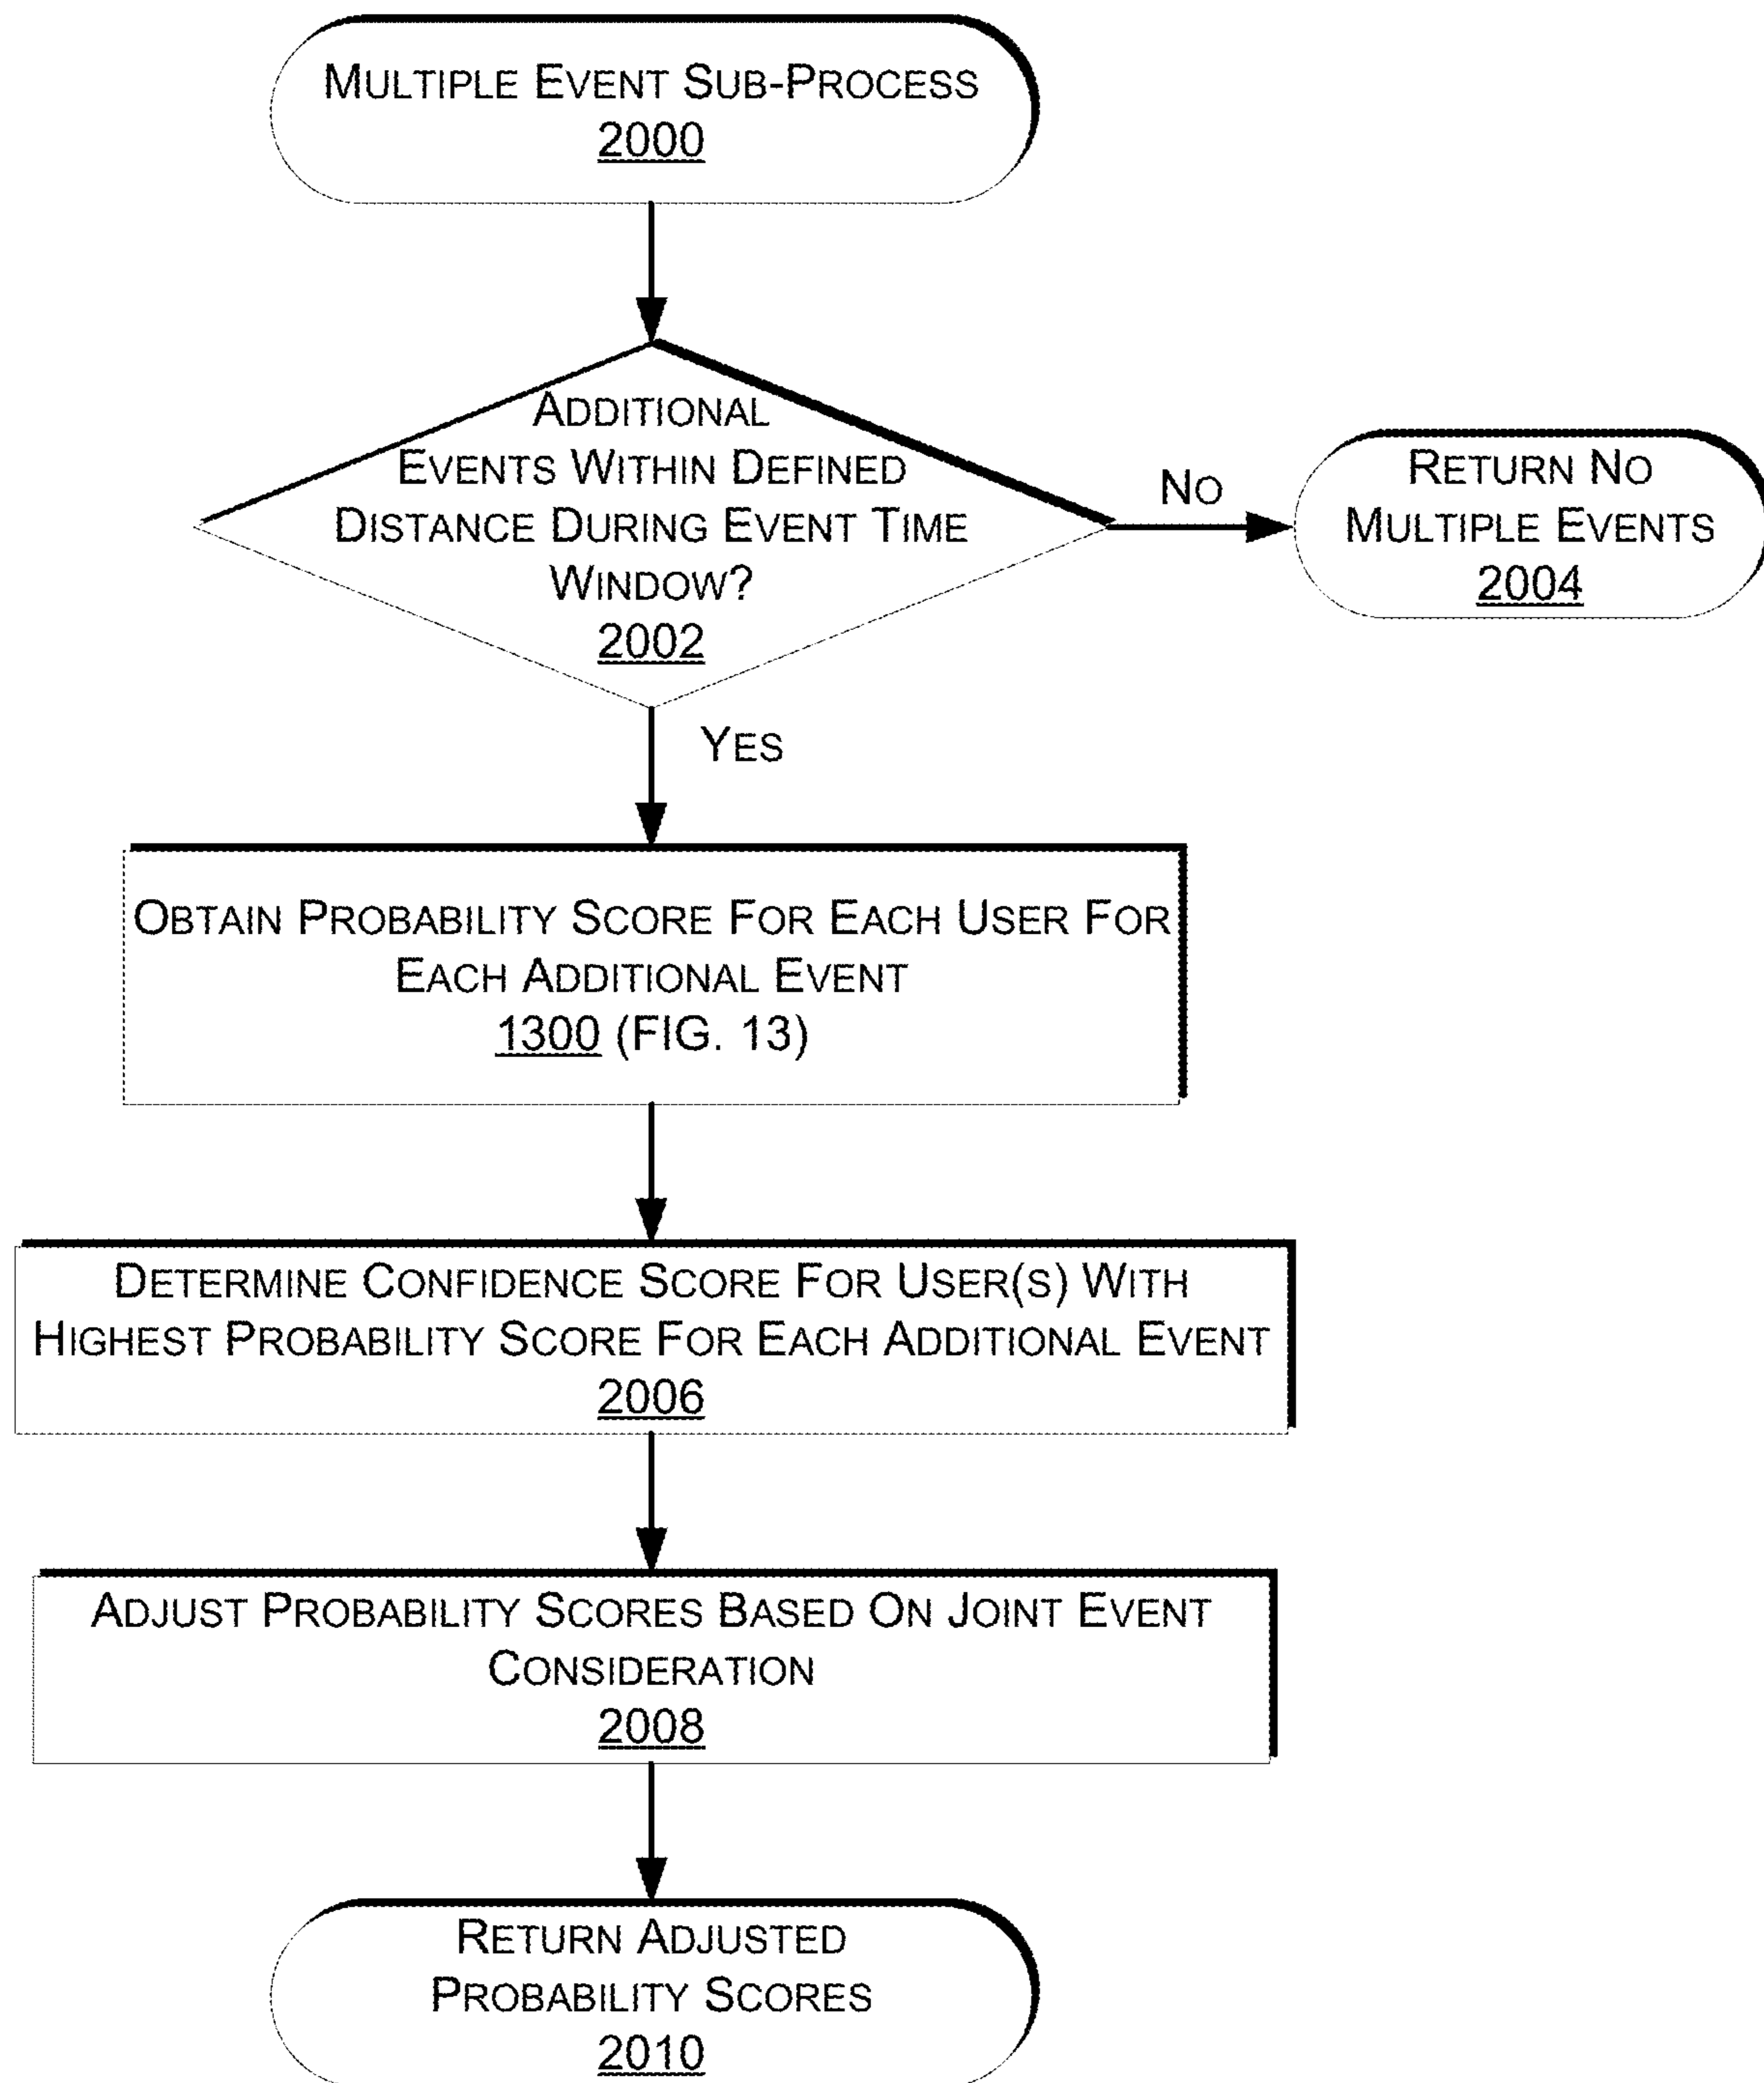 MULTIPLE EVENT SUB-PROCESS
2000
ADDITIONAL
EVENTS WITHIN DEFINED
DISTANCE DURING EVENT TIME
WINDOW?
2002
NO
RETURN NO
MULTIPLE EVENTS
2004
YES
OBTAIN PROBABILITY SCORE FOR EACH USER FOR
EACH ADDITIONAL EVENT
1300 (FIG. 13)
DETERMINE CONFIDENCE SCORE FOR USER(S) WITH
HIGHEST PROBABILITY SCORE FOR EACH ADDITIONAL EVENT
2006
ADJUST PROBABILITY SCORES BASED ON JOINT EVENT
CONSIDERATION
2008
RETURN ADJUSTED
PROBABILITY SCORES
2010